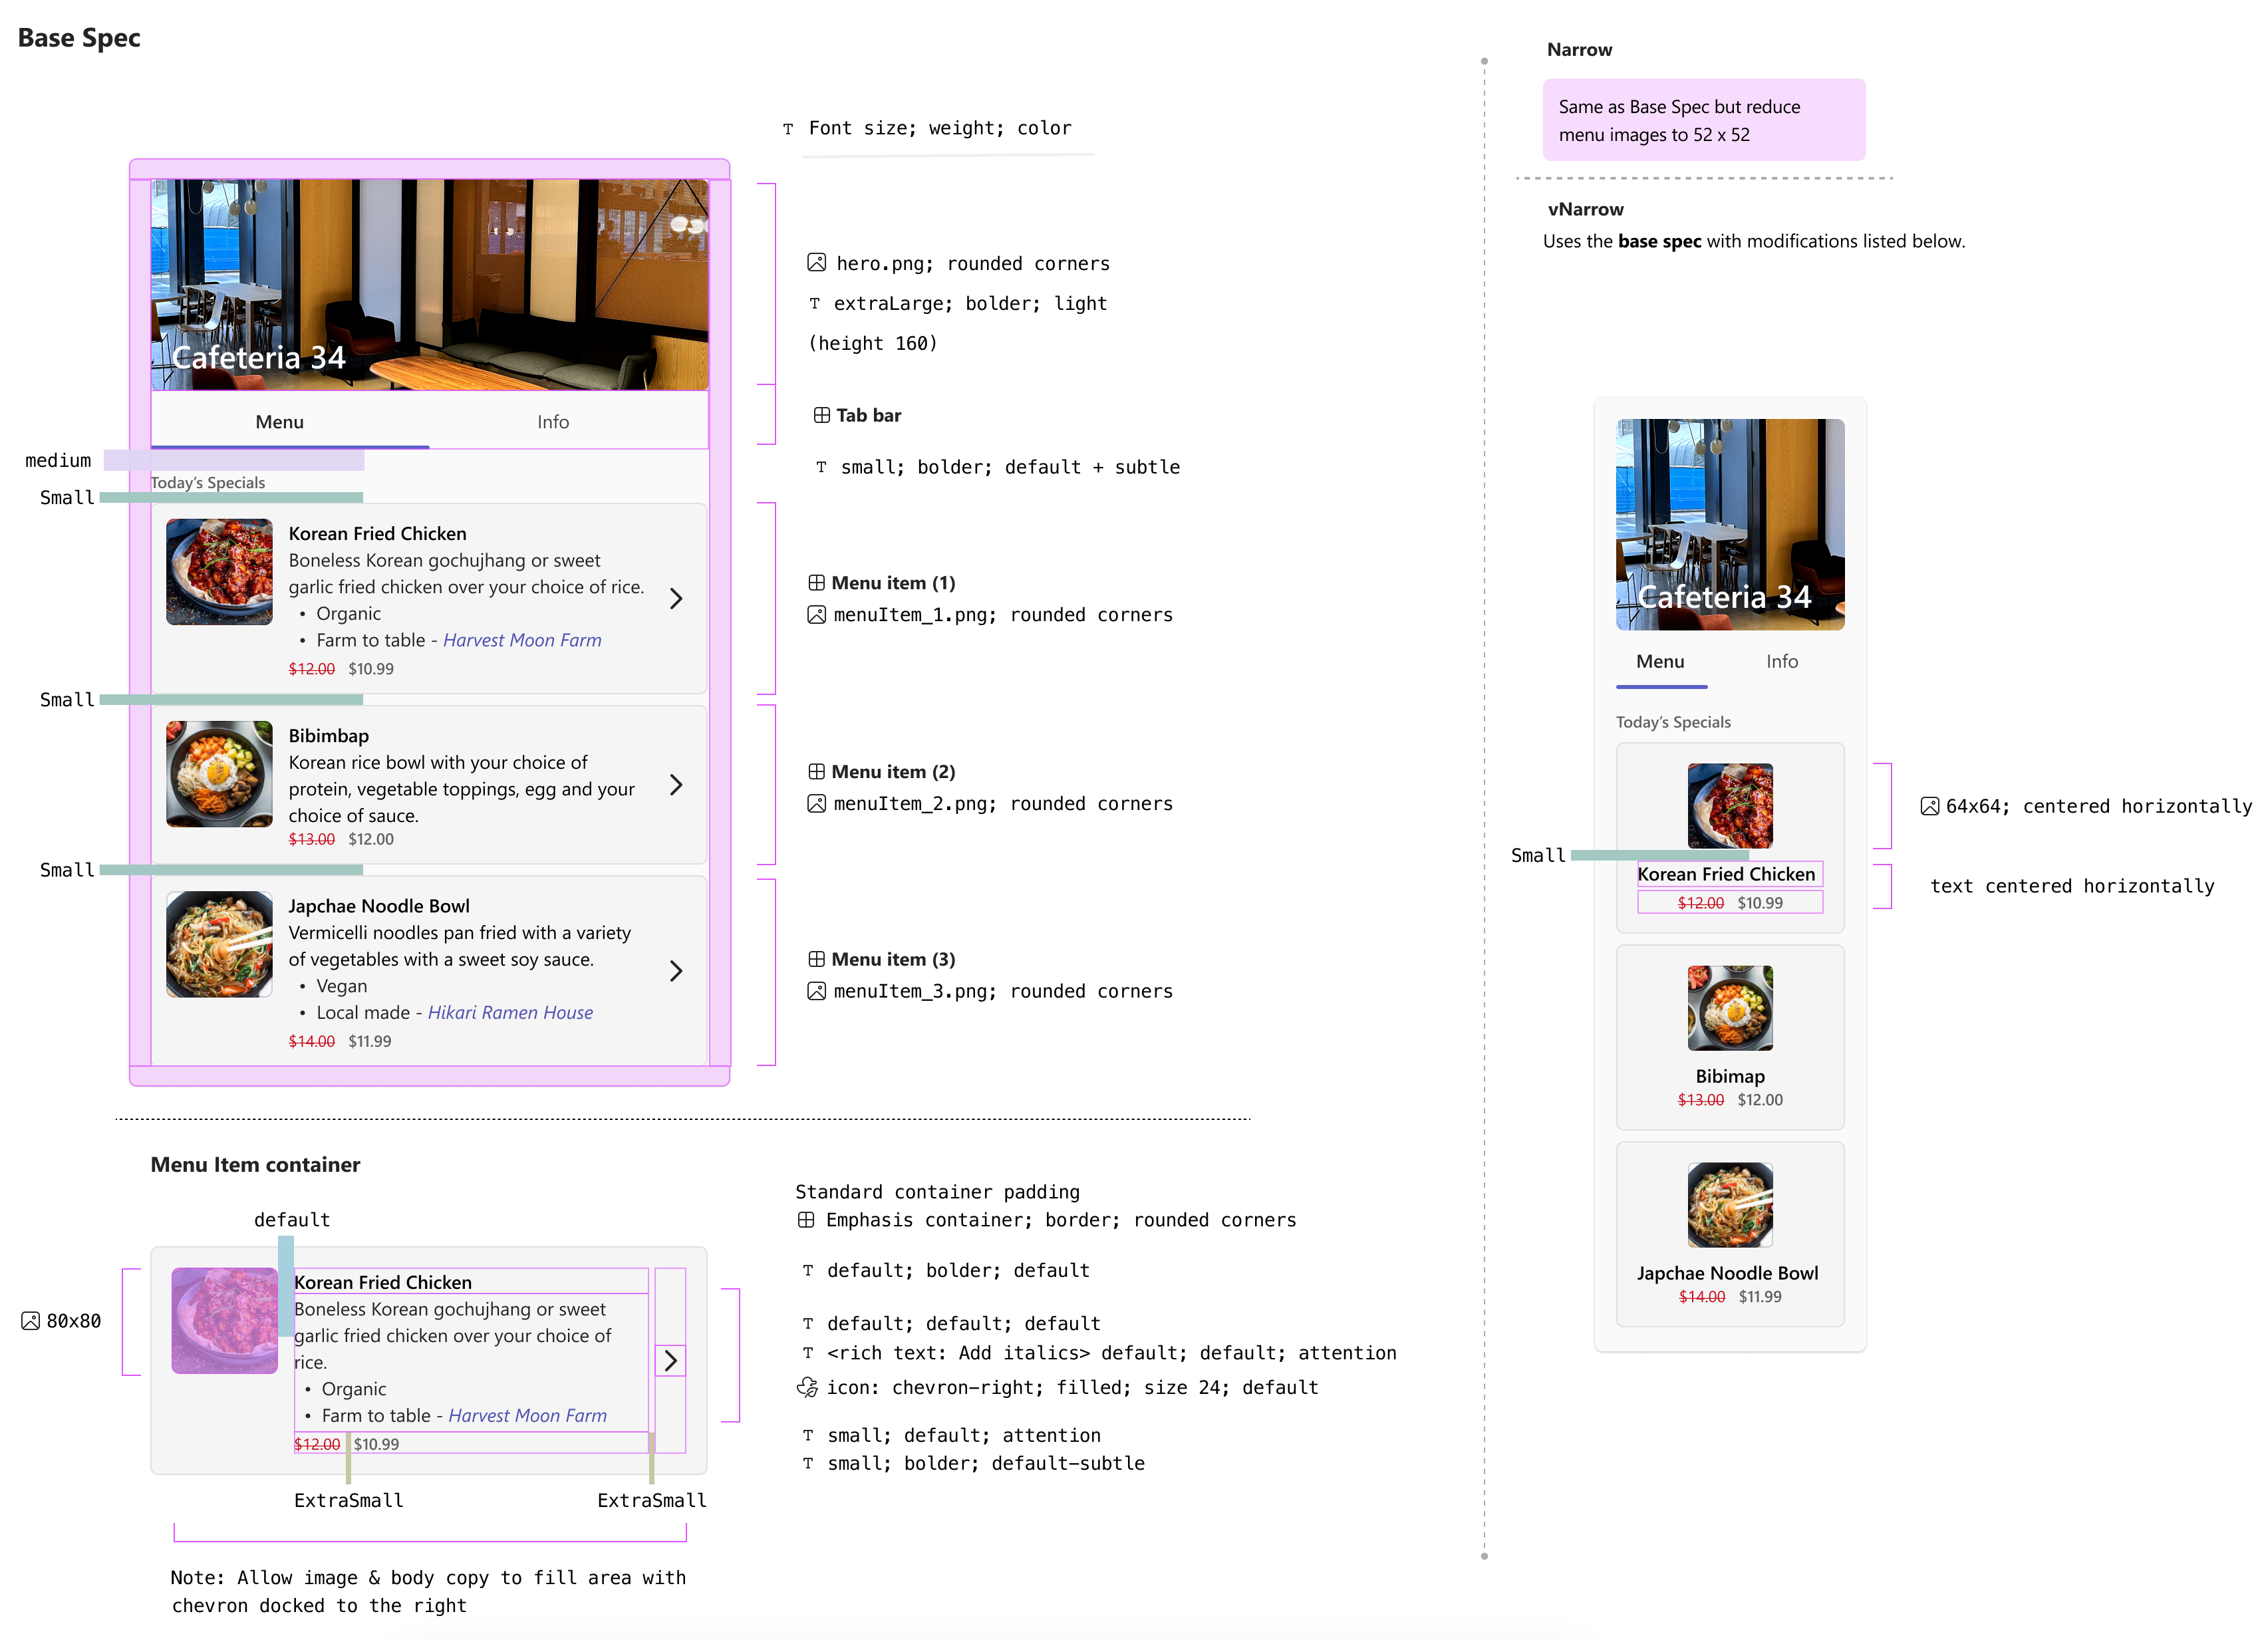 Base Spec
Font size; weight; color
Cafeteria 34
hero.png; rounded corners
extraLarge; bolder; light
(height 160)
Menu
Info
Tab bar
medium
small; bolder; default + subtle
Today's Specials
Small
Korean Fried Chicken
Boneless Korean gochujhang or sweet
garlic fried chicken over your choice of rice.
• Organic
• Farm to table - Harvest Moon Farm
$12.00 $10.99
Menu item (1)
menuItem_1.png; rounded corners
Small
Bibimbap
Korean rice bowl with your choice of
protein, vegetable toppings, egg and your
choice of sauce.
$13.00 $12.00
Menu item (2)
menuItem_2.png; rounded corners
Small
Japchae Noodle Bowl
Vermicelli noodles pan fried with a variety
of vegetables with a sweet soy sauce.
• Vegan
• Local made - Hikari Ramen House
$14.00 $11.99
Menu item (3)
menuItem_3.png; rounded corners
Menu Item container
default
80x80
Korean Fried Chicken
Boneless Korean gochujhang or sweet
garlic fried chicken over your choice of
rice.
• Organic
• Farm to table - Harvest Moon Farm
$12.00 $10.99
ExtraSmall
ExtraSmall
Note: Allow image & body copy to fill area with
chevron docked to the right
Standard container padding
Emphasis container; border; rounded corners
default; bolder; default
default; default; default
<rich text: Add italics> default; default; attention
icon: chevron-right; filled; size 24; default
small; default; attention
small; bolder; default-subtle
Narrow
Same as Base Spec but reduce
menu images to 52 x 52
vNarrow
Uses the base spec with modifications listed below.
Cafeteria 34
Menu
Info
Today's Specials
64x64; centered horizontally
Small
Korean Fried Chicken
$12.00 $10.99
text centered horizontally
Bibimap
$13.00 $12.00
Japchae Noodle Bowl
$14.00 $11.99